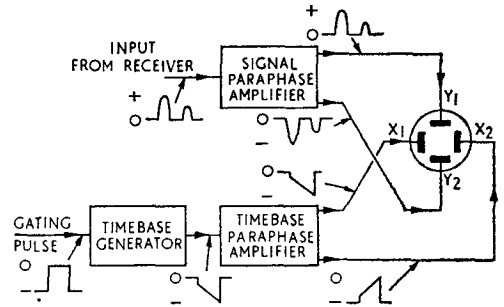 +
O
INPUT
FROM RECEIVER
+
O
SIGNAL
PARAPHASE
AMPLIFIER
O
−
Y1
X1
X2
Y2
O
−
GATING
PULSE
O
−
TIMEBASE
GENERATOR
O
−
TIMEBASE
PARAPHASE
AMPLIFIER
O
−